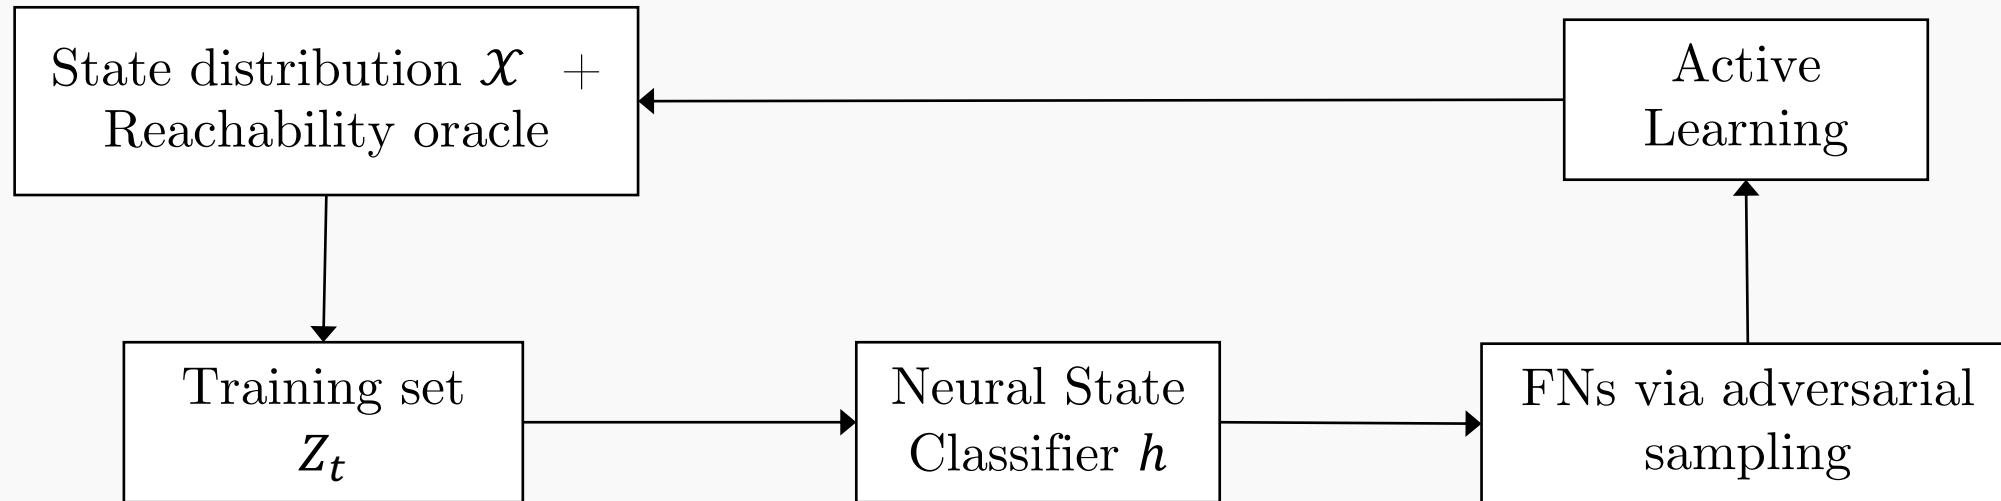 State distribution 𝒳 +
Reachability oracle
Active
Learning
Training set
Z_t
Neural State
Classifier h
FNs via adversarial
sampling